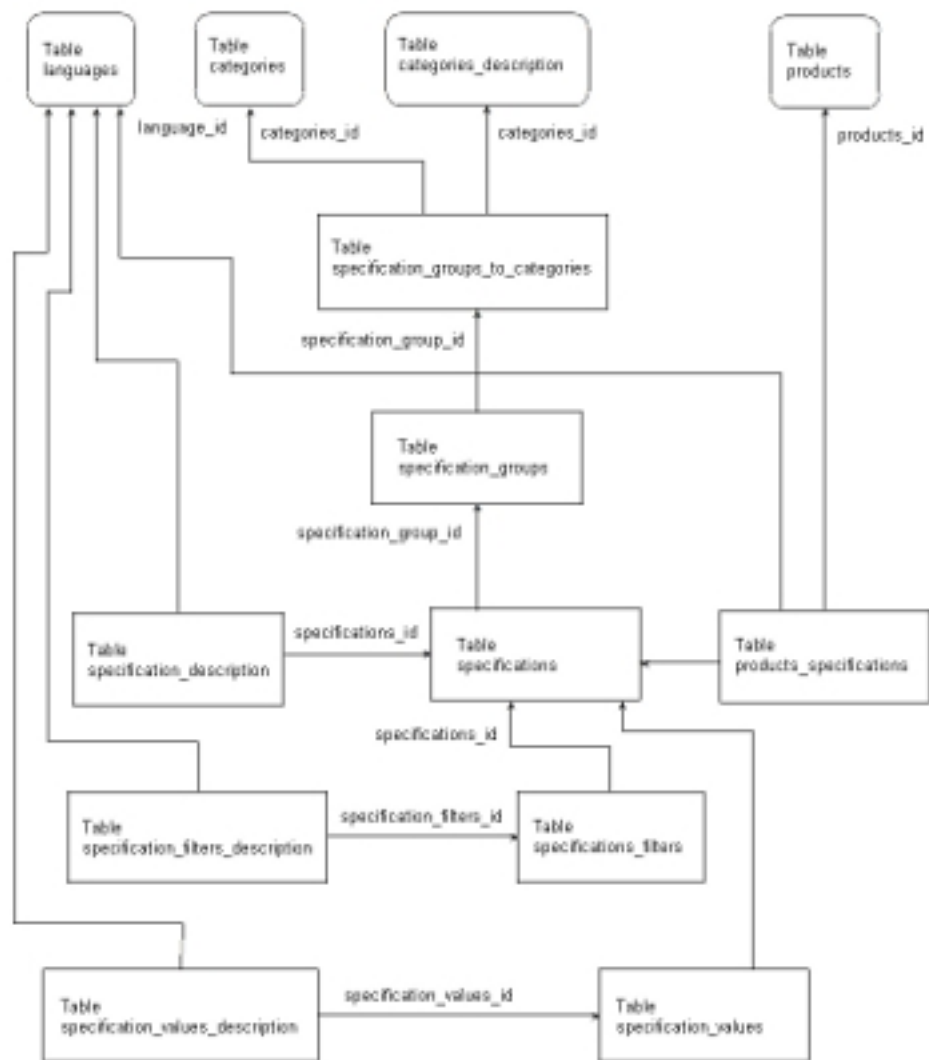 Table
languages
Table
categories
Table
categories_description
Table
products
language_id
categories_id
categories_id
products_id
Table
specification_groups_to_categories
specification_group_id
Table
specification_groups
specification_group_id
Table
specification_description
specifications_id
Table
specifications
Table
products_specifications
specifications_id
Table
specification_filters_description
specification_filters_id
Table
specifications_filters
Table
specification_values_description
specification_values_id
Table
specification_values